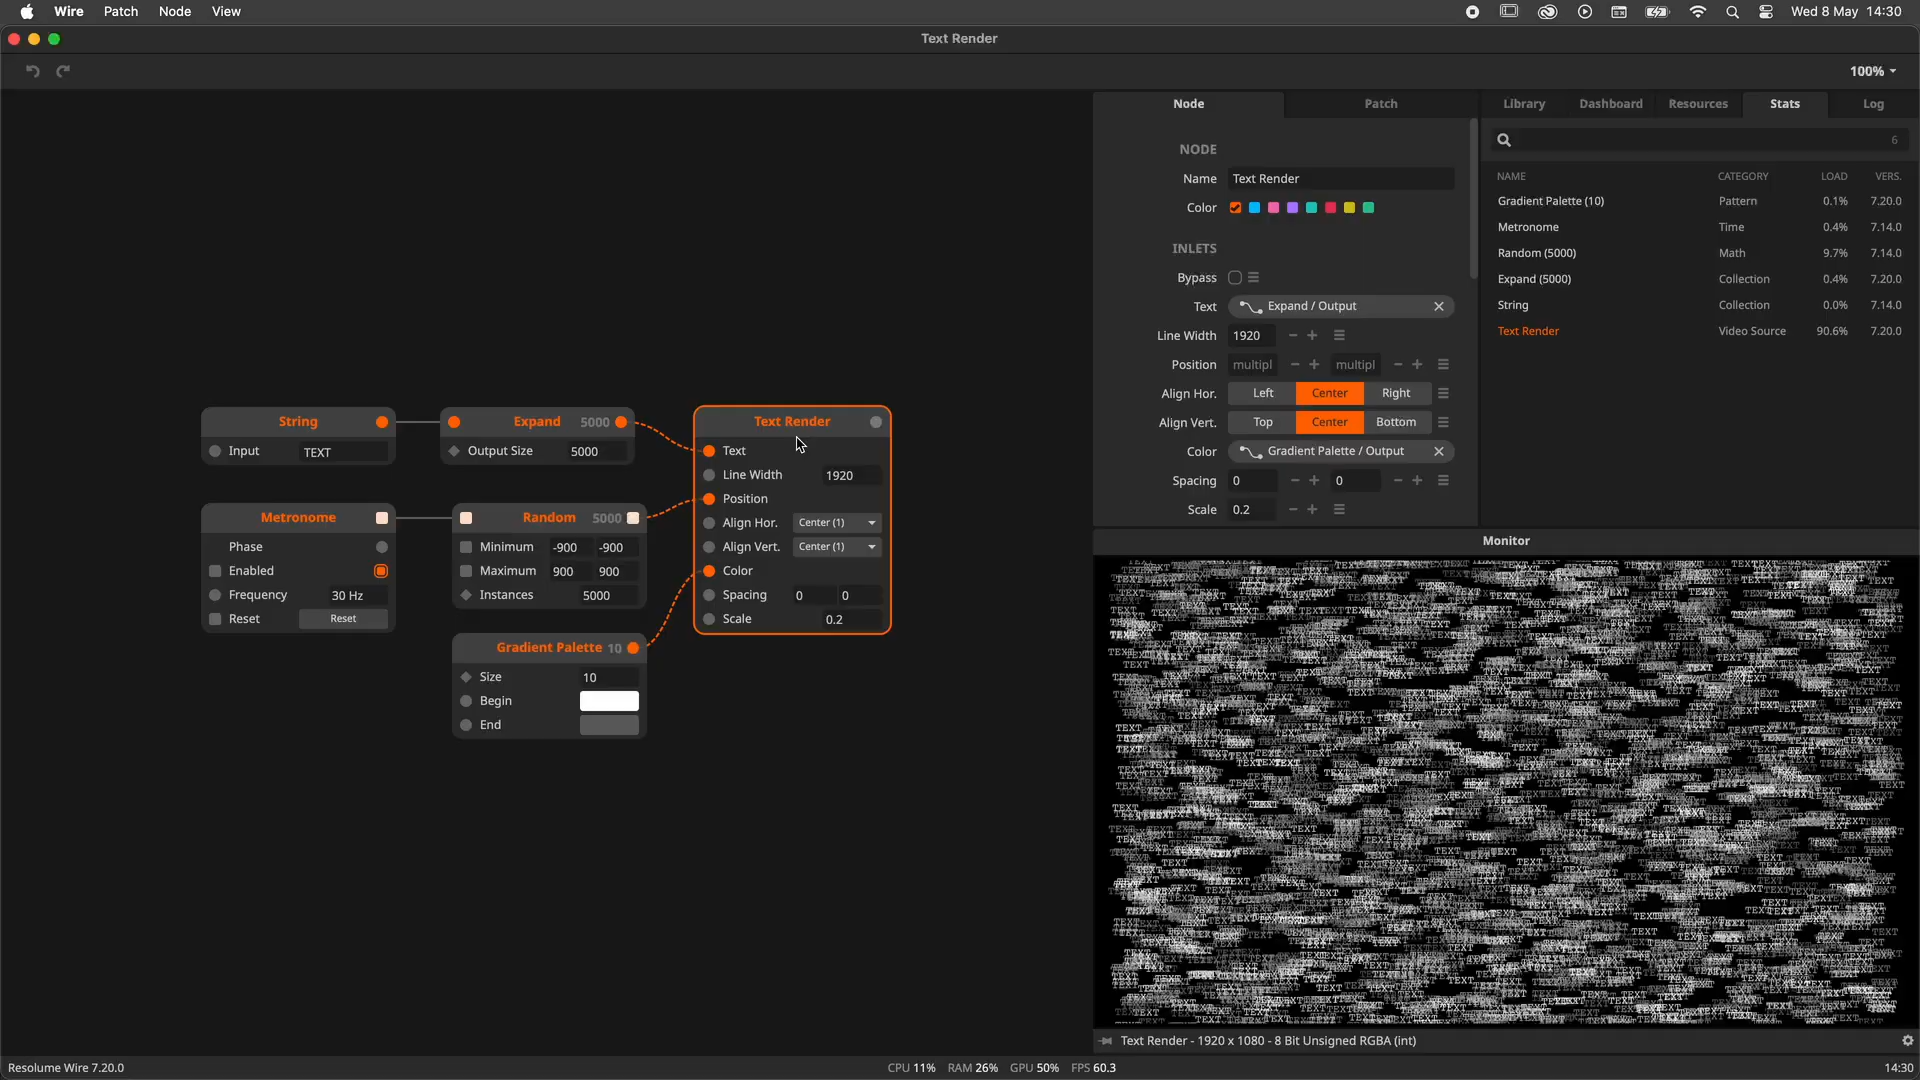 Wire Patch Node View Wed 8 May 14:30
Text Render
100%
Node Patch Library Dashboard Resources Stats Log
6
NODE
Name Text Render
Color
INLETS
Bypass
Text Expand / Output
Line Width 1920
Position multipl multipl
Align Hor. Left Center Right
Align Vert. Top Center Bottom
Color Gradient Palette / Output
Spacing 0 0
Scale 0.2
NAME CATEGORY LOAD VERS.
Gradient Palette (10) Pattern 0.1% 7.20.0
Metronome Time 0.4% 7.14.0
Random (5000) Math 9.7% 7.14.0
Expand (5000) Collection 0.4% 7.20.0
String Collection 0.0% 7.14.0
Text Render Video Source 90.6% 7.20.0
String
Input TEXT
Expand 5000
Output Size 5000
Text Render
Text
Line Width 1920
Position
Align Hor. Center (1)
Align Vert. Center (1)
Color
Spacing 0 0
Scale 0.2
Metronome
Phase
Enabled
Frequency 30 Hz
Reset Reset
Random 5000
Minimum -900 -900
Maximum 900 900
Instances 5000
Gradient Palette 10
Size 10
Begin
End
Monitor
Text Render - 1920 x 1080 - 8 Bit Unsigned RGBA (int)
Resolume Wire 7.20.0 CPU 11% RAM 26% GPU 50% FPS 60.3 14:30